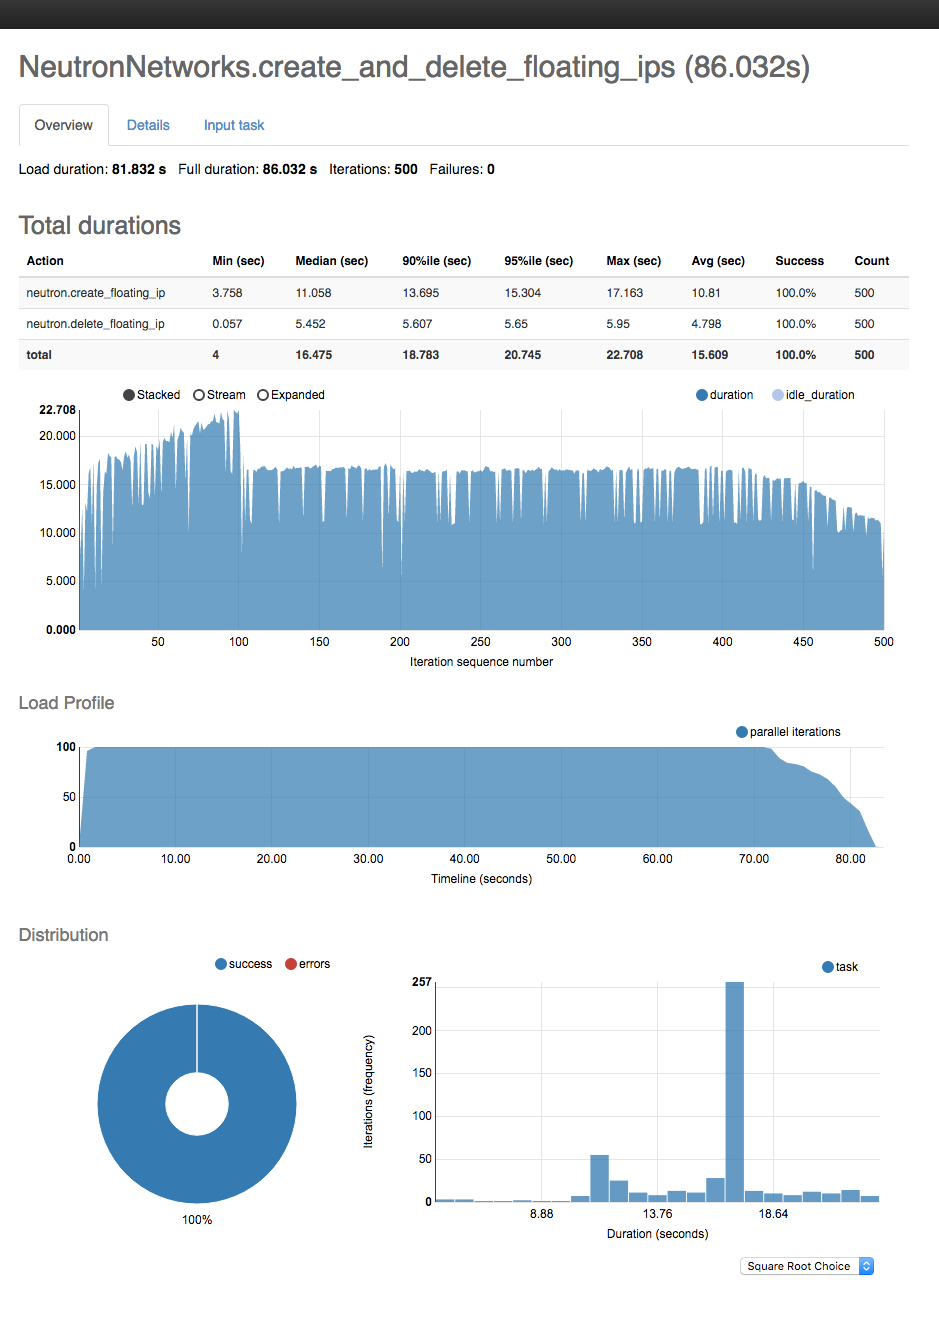 NeutronNetworks.create_and_delete_floating_ips (86.032s)
Overview Details Input task
Load duration: 81.832 s Full duration: 86.032 s Iterations: 500 Failures: 0
Total durations
Action Min (sec) Median (sec) 90%ile (sec) 95%ile (sec) Max (sec) Avg (sec) Success Count
neutron.create_floating_ip 3.758 11.058 13.695 15.304 17.163 10.81 100.0% 500
neutron.delete_floating_ip 0.057 5.452 5.607 5.65 5.95 4.798 100.0% 500
total 4 16.475 18.783 20.745 22.708 15.609 100.0% 500
Stacked Stream Expanded duration idle_duration
22.708
20.000
15.000
10.000
5.000
0.000
50 100 150 200 250 300 350 400 450 500
Iteration sequence number
Load Profile
parallel iterations
100
50
0
0.00 10.00 20.00 30.00 40.00 50.00 60.00 70.00 80.00
Timeline (seconds)
Distribution
success errors
100%
task
257
200
150
100
50
0
Iterations (frequency)
8.88 13.76 18.64
Duration (seconds)
Square Root Choice